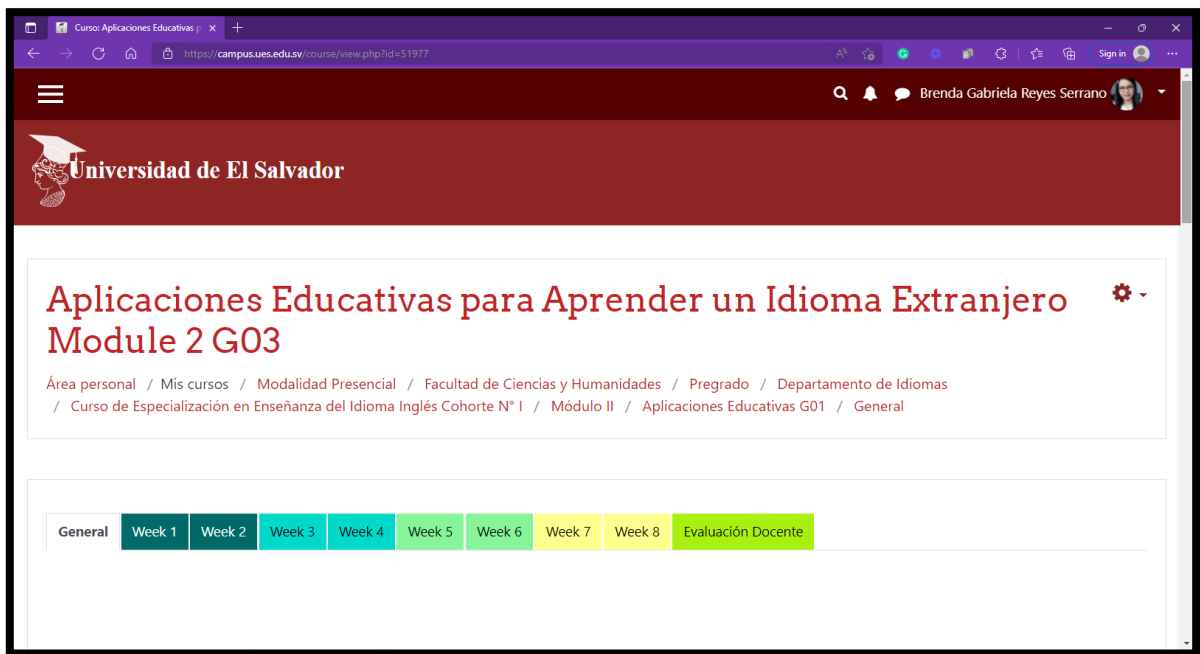 Curso: Aplicaciones Educativas p
https://campus.ues.edu.sv/course/view.php?id=51977
Sign in
Brenda Gabriela Reyes Serrano
Universidad de El Salvador
Aplicaciones Educativas para Aprender un Idioma Extranjero
Module 2 G03
Área personal / Mis cursos / Modalidad Presencial / Facultad de Ciencias y Humanidades / Pregrado / Departamento de Idiomas
/ Curso de Especialización en Enseñanza del Idioma Inglés Cohorte N° I / Módulo II / Aplicaciones Educativas G01 / General
General Week 1 Week 2 Week 3 Week 4 Week 5 Week 6 Week 7 Week 8 Evaluación Docente